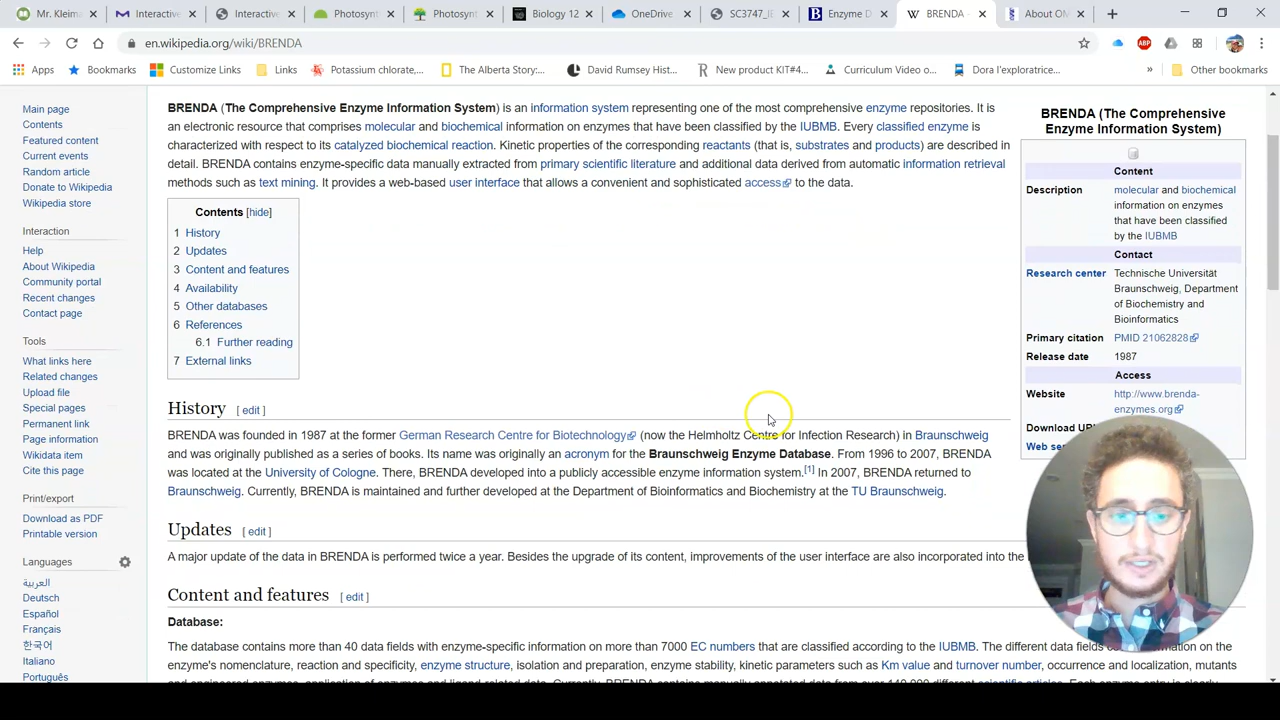 Mr. Kleima
Interactive
Interactive
Photosynt
Photosynt
Biology 12
OneDrive
SC3747_IB
Enzyme D
BRENDA -
About OM
en.wikipedia.org/wiki/BRENDA
ABP
Apps
Bookmarks
Customize Links
Links
Potassium chlorate,...
The Alberta Story:...
David Rumsey Hist...
New product KIT#4...
Curriculum Video o...
Dora l'exploratrice...
»
Other bookmarks
Main page
Contents
Featured content
Current events
Random article
Donate to Wikipedia
Wikipedia store
Interaction
Help
About Wikipedia
Community portal
Recent changes
Contact page
Tools
What links here
Related changes
Upload file
Special pages
Permanent link
Page information
Wikidata item
Cite this page
Print/export
Download as PDF
Printable version
Languages
العربية
Deutsch
Español
Français
한국어
Italiano
Português
BRENDA (The Comprehensive Enzyme Information System) is an information system representing one of the most comprehensive enzyme repositories. It is
an electronic resource that comprises molecular and biochemical information on enzymes that have been classified by the IUBMB. Every classified enzyme is
characterized with respect to its catalyzed biochemical reaction. Kinetic properties of the corresponding reactants (that is, substrates and products) are described in
detail. BRENDA contains enzyme-specific data manually extracted from primary scientific literature and additional data derived from automatic information retrieval
methods such as text mining. It provides a web-based user interface that allows a convenient and sophisticated access to the data.
Contents [hide]
1 History
2 Updates
3 Content and features
4 Availability
5 Other databases
6 References
6.1 Further reading
7 External links
History [ edit ]
BRENDA was founded in 1987 at the former German Research Centre for Biotechnology (now the Helmholtz Centre for Infection Research) in Braunschweig
and was originally published as a series of books. Its name was originally an acronym for the Braunschweig Enzyme Database. From 1996 to 2007, BRENDA
was located at the University of Cologne. There, BRENDA developed into a publicly accessible enzyme information system.[1] In 2007, BRENDA returned to
Braunschweig. Currently, BRENDA is maintained and further developed at the Department of Bioinformatics and Biochemistry at the TU Braunschweig.
Updates [ edit ]
A major update of the data in BRENDA is performed twice a year. Besides the upgrade of its content, improvements of the user interface are also incorporated into the
Content and features [ edit ]
Database:
The database contains more than 40 data fields with enzyme-specific information on more than 7000 EC numbers that are classified according to the IUBMB. The different data fields information on the
enzyme's nomenclature, reaction and specificity, enzyme structure, isolation and preparation, enzyme stability, kinetic parameters such as Km value and turnover number, occurrence and localization, mutants
BRENDA (The Comprehensive
Enzyme Information System)
Content
Description molecular and biochemical
information on enzymes
that have been classified
by the IUBMB
Contact
Research center Technische Universität
Braunschweig, Department
of Biochemistry and
Bioinformatics
Primary citation PMID 21062828
Release date 1987
Access
Website http://www.brenda-
enzymes.org
Download UR
Web se